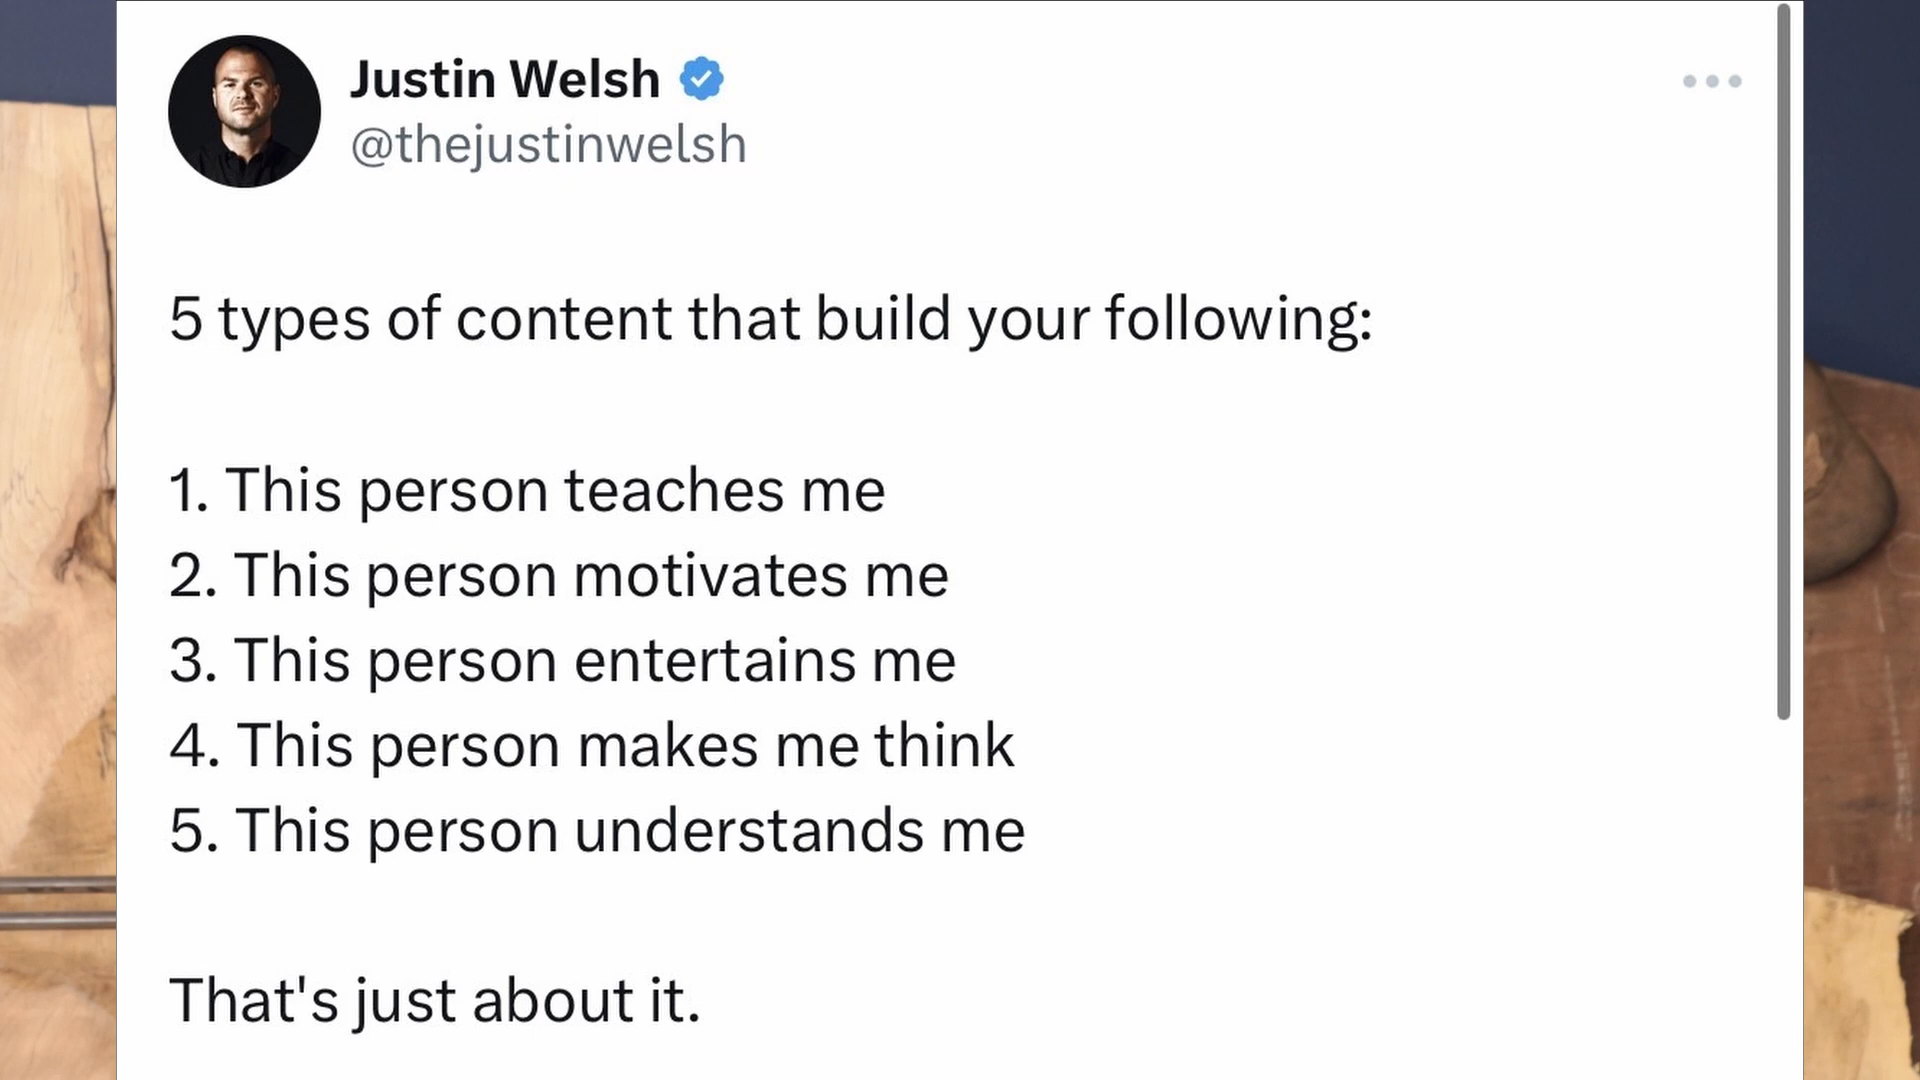 Justin Welsh
@thejustinwelsh
5 types of content that build your following:
1. This person teaches me
2. This person motivates me
3. This person entertains me
4. This person makes me think
5. This person understands me
That's just about it.